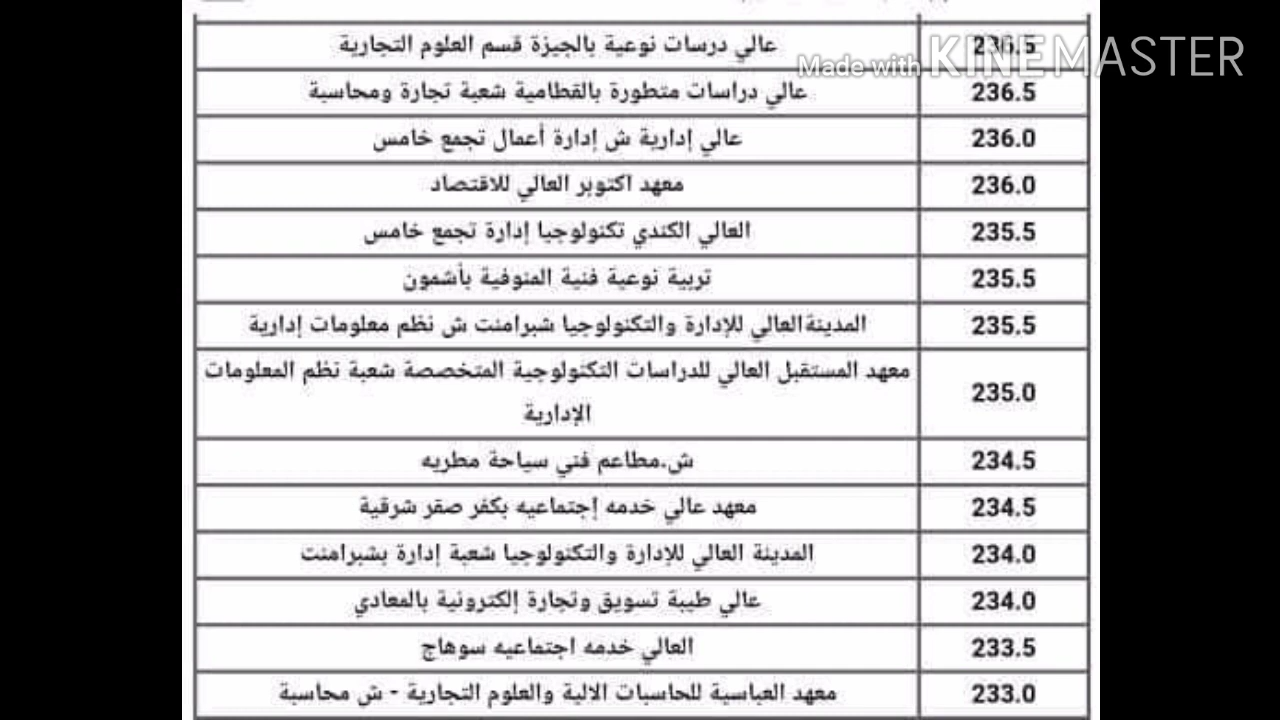 236.5 عالي درسات نوعية بالجيزة قسم العلوم التجارية
Made with KINEMASTER
236.5 عالي دراسات متطورة بالقطامية شعبة تجارة ومحاسبة
236.0 عالي إدارية ش إدارة أعمال تجمع خامس
236.0 معهد اكتوبر العالي للاقتصاد
235.5 العالي الكندي تكنولوجيا إدارة تجمع خامس
235.5 تربية نوعية فنية المنوفية بأشمون
235.5 المدينةالعالي للإدارة والتكنولوجيا شبرامنت ش نظم معلومات إدارية
235.0 معهد المستقبل العالي للدراسات التكنولوجية المتخصصة شعبة نظم المعلومات
الإدارية
234.5 ش.مطاعم فني سياحة مطريه
234.5 معهد عالي خدمه إجتماعيه بكفر صقر شرقية
234.0 المدينة العالي للإدارة والتكنولوجيا شعبة إدارة بشبرامنت
234.0 عالي طيبة تسويق وتجارة إلكترونية بالمعادي
233.5 العالي خدمه اجتماعيه سوهاج
233.0 معهد العباسية للحاسبات الالية والعلوم التجارية - ش محاسبة